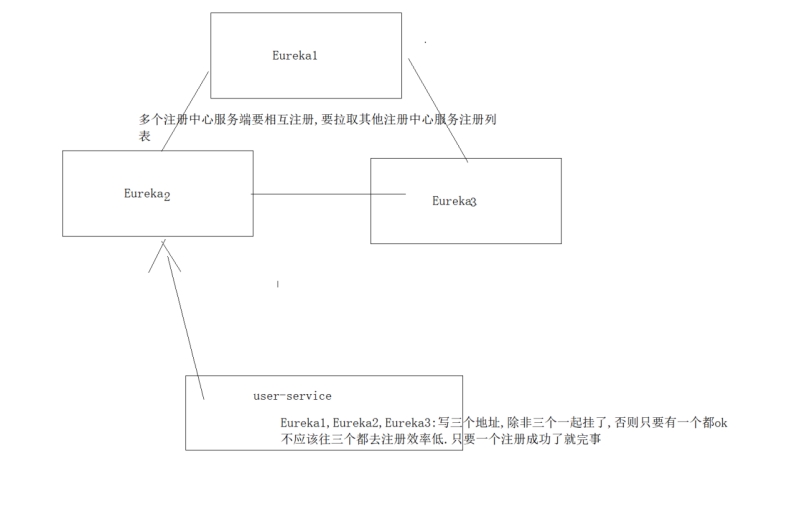 Eureka1
多个注册中心服务端要相互注册,要拉取其他注册中心服务注册列
表
Eureka2
Eureka3
user-service
Eureka1,Eureka2,Eureka3:写三个地址,除非三个一起挂了,否则只要有一个都ok
不应该往三个都去注册效率低.只要一个注册成功了就完事